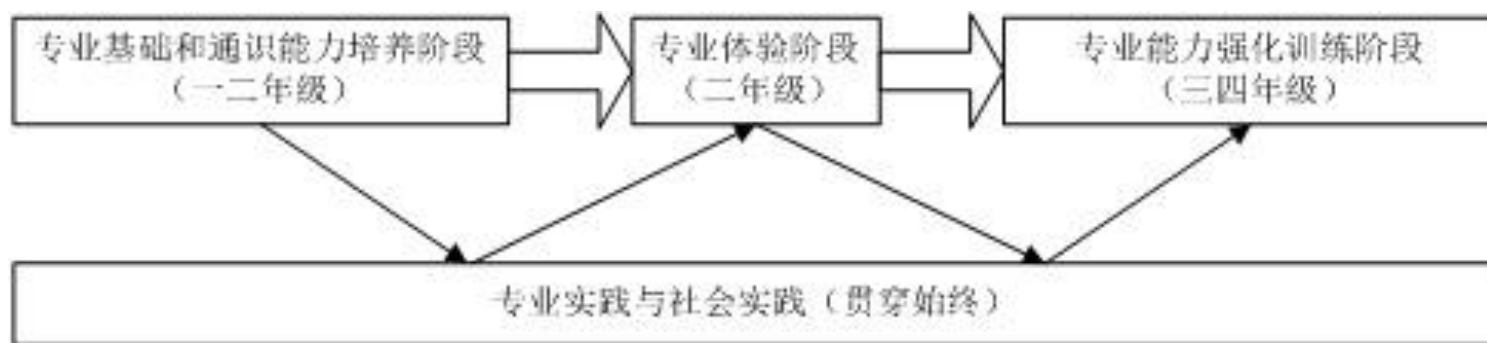 专业基础和通识能力培养阶段
（一二年级）
专业体验阶段
（二年级）
专业能力强化训练阶段
（三四年级）
专业实践与社会实践（贯穿始终）